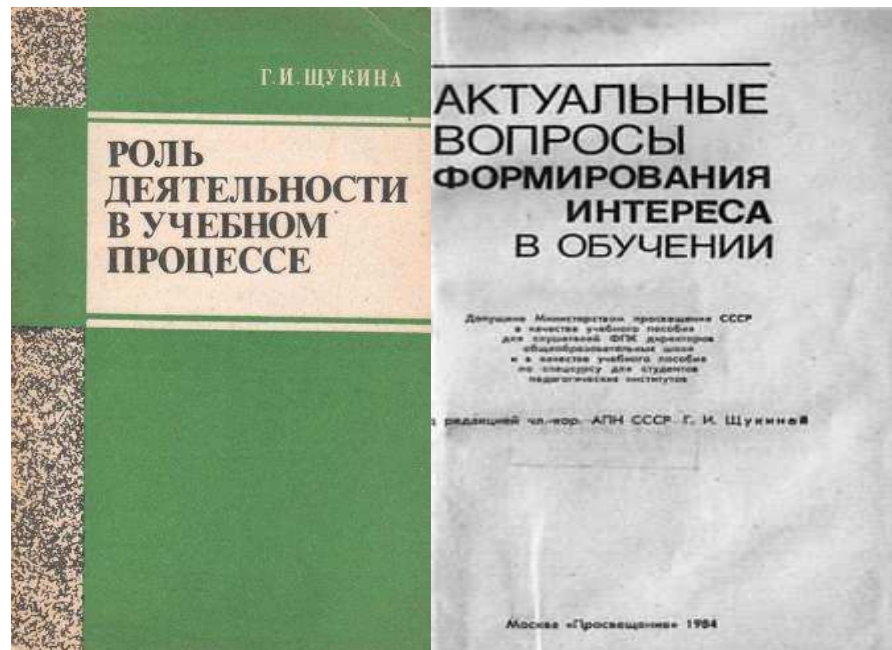 Г.И.ЩУКИНА
РОЛЬ
ДЕЯТЕЛЬНОСТИ
В УЧЕБНОМ
ПРОЦЕССЕ
АКТУАЛЬНЫЕ
ВОПРОСЫ
ФОРМИРОВАНИЯ
ИНТЕРЕСА
В ОБУЧЕНИИ
Допущено Министерством просвещения СССР
в качестве учебного пособия
для слушателей ФПК директоров
общеобразовательных школ
и в качестве учебного пособия
по спецкурсу для студентов
педагогических институтов
редакцией чл.-кор. АПН СССР Г. И. Щукиной
Москва «Просвещение» 1984